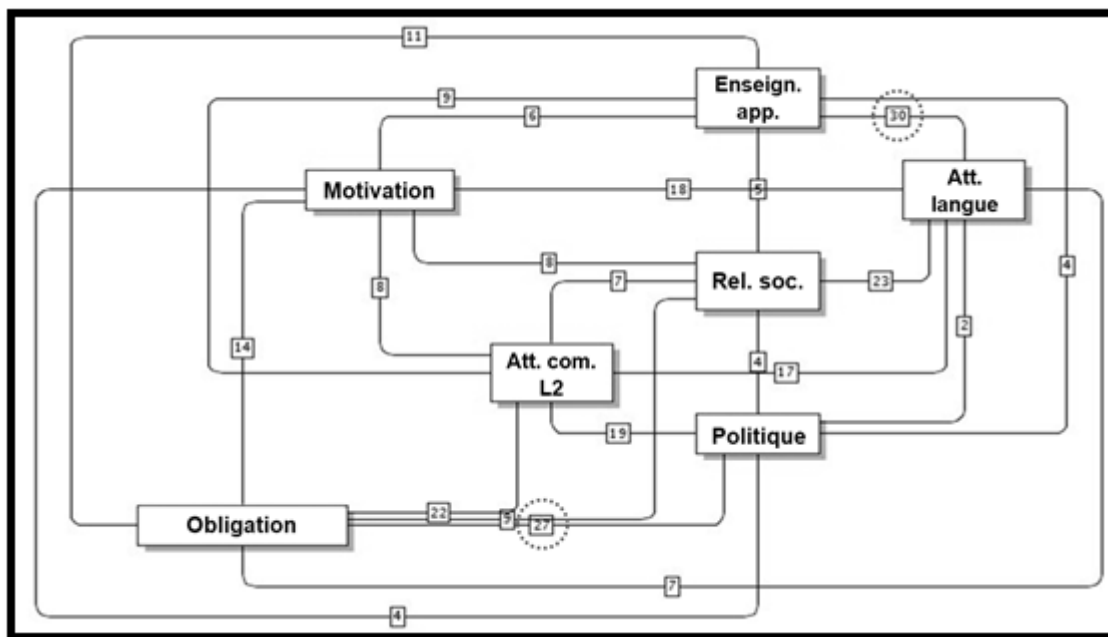 11
Enseign.
app.
9
6
30
Motivation
18
5
Att.
langue
8
7
Rel. soc.
23
4
8
2
14
Att. com.
L2
4
17
19
Politique
22
27
Obligation
7
4